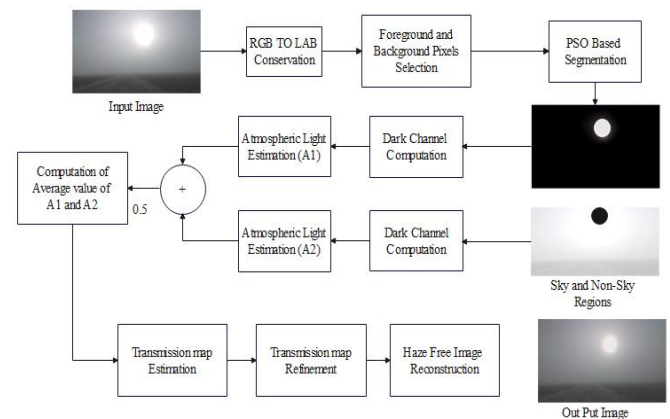 Input Image
RGB TO LAB
Conservation
Foreground and
Background Pixels
Selection
PSO Based
Segmentation
Computation of
Average value of
A1 and A2
0.5
+
Atmospheric Light
Estimation (A1)
Dark Channel
Computation
Atmospheric Light
Estimation (A2)
Dark Channel
Computation
Sky and Non-Sky
Regions
Transmission map
Estimation
Transmission map
Refinement
Haze Free Image
Reconstruction
Out Put Image